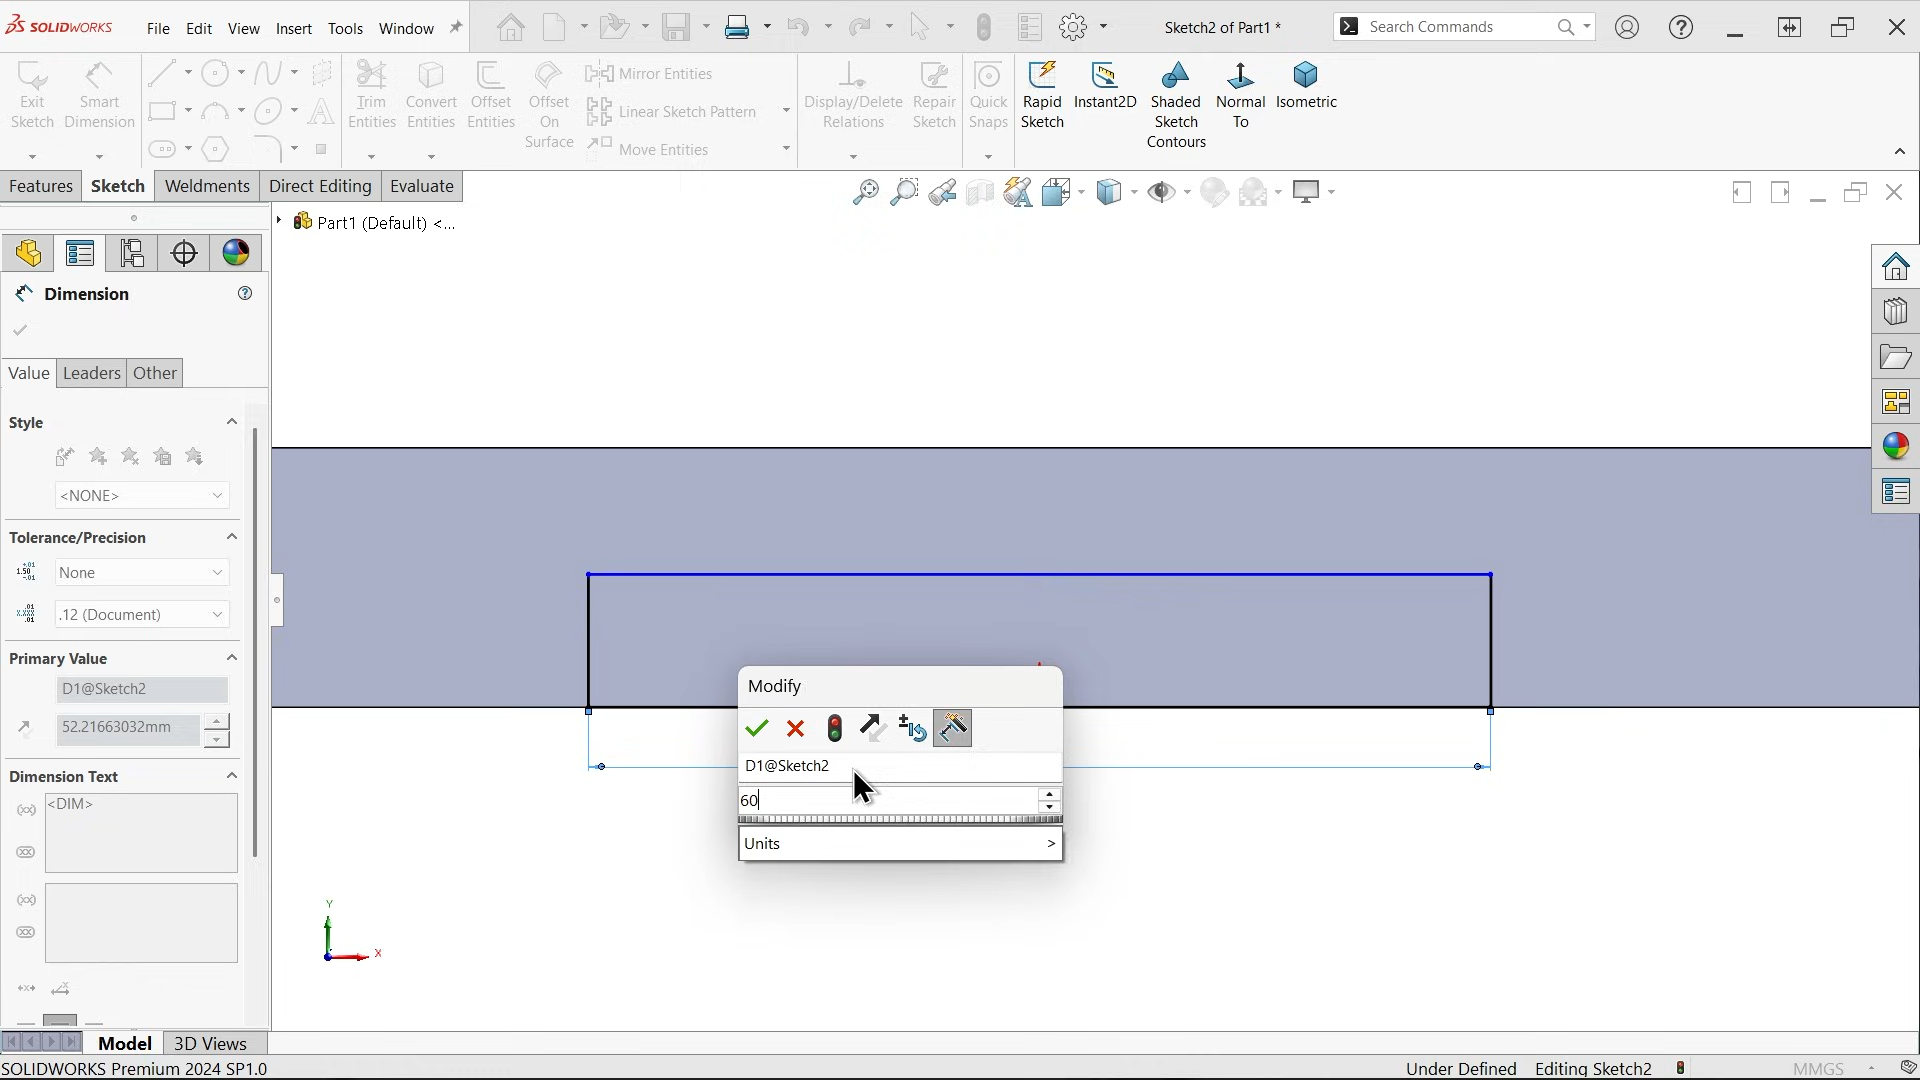 SOLIDWORKS File Edit View Insert Tools Window Sketch2 of Part1 * Search Commands
Exit Sketch
Smart Dimension
Trim Entities
Convert Entities
Offset Entities
Offset On Surface
Mirror Entities
Linear Sketch Pattern
Move Entities
Display/Delete Relations
Repair Sketch
Quick Snaps
Rapid Sketch
Instant2D
Shaded Sketch Contours
Normal To
Isometric
Features Sketch Weldments Direct Editing Evaluate
Part1 (Default) <...
Dimension
Value Leaders Other
Style
<NONE>
Tolerance/Precision
None
.12 (Document)
Primary Value
D1@Sketch2
52.21663032mm
Dimension Text
<DIM>
Modify
D1@Sketch2
60
Units >
Y
X
Model 3D Views
SOLIDWORKS Premium 2024 SP1.0 Under Defined Editing Sketch2 MMGS